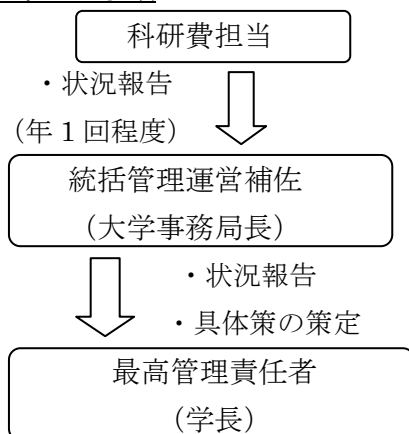 科研費担当
・状況報告
（年１回程度）
統括管理運営補佐
（大学事務局長）
・状況報告
・具体策の策定
最高管理責任者
（学長）